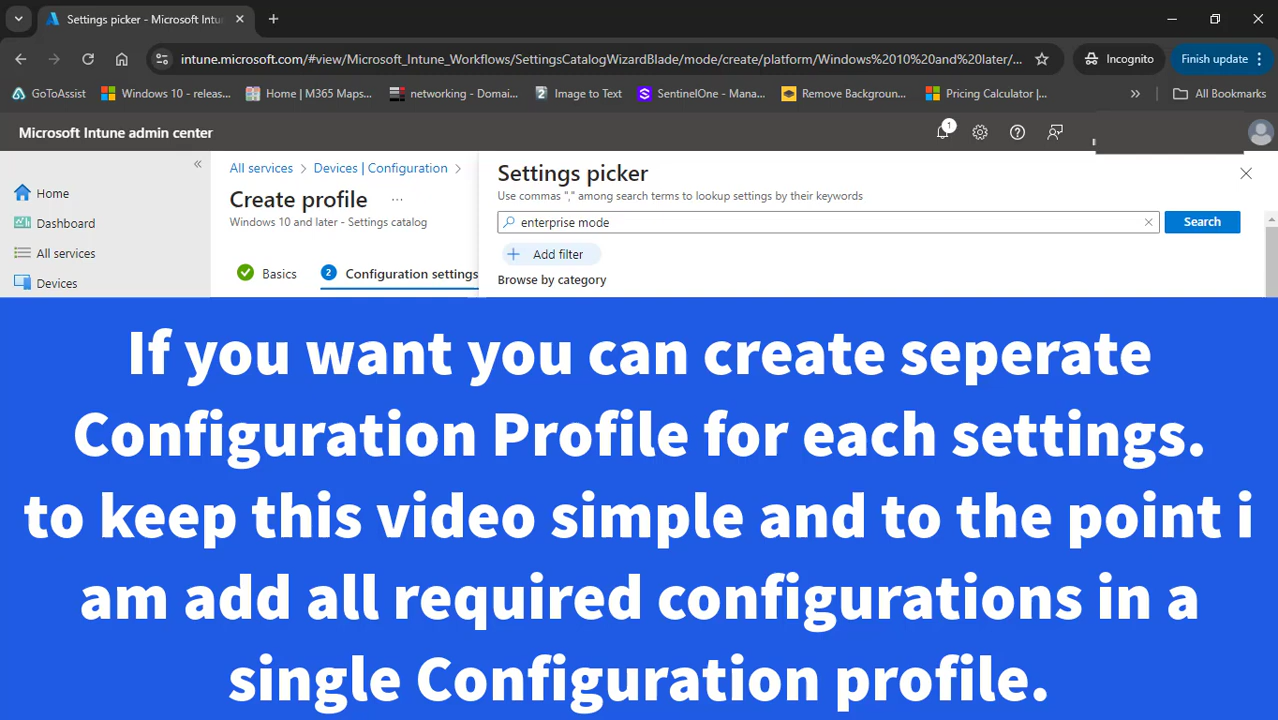 Settings picker - Microsoft Intu
intune.microsoft.com/#view/Microsoft_Intune_Workflows/SettingsCatalogWizardBlade/mode/create/platform/Windows%2010%20and%20later/...
Incognito
Finish update
GoToAssist
Windows 10 - releas...
Home | M365 Maps...
networking - Domai...
Image to Text
SentinelOne - Mana...
Remove Backgroun...
Pricing Calculator |...
All Bookmarks
Microsoft Intune admin center
1
Home
Dashboard
All services
Devices
All services > Devices | Configuration >
Create profile ...
Windows 10 and later - Settings catalog
Basics
2 Configuration settings
Settings picker
Use commas "," among search terms to lookup settings by their keywords
enterprise mode
Search
Add filter
Browse by category
If you want you can create seperate
Configuration Profile for each settings.
to keep this video simple and to the point i
am add all required configurations in a
single Configuration profile.